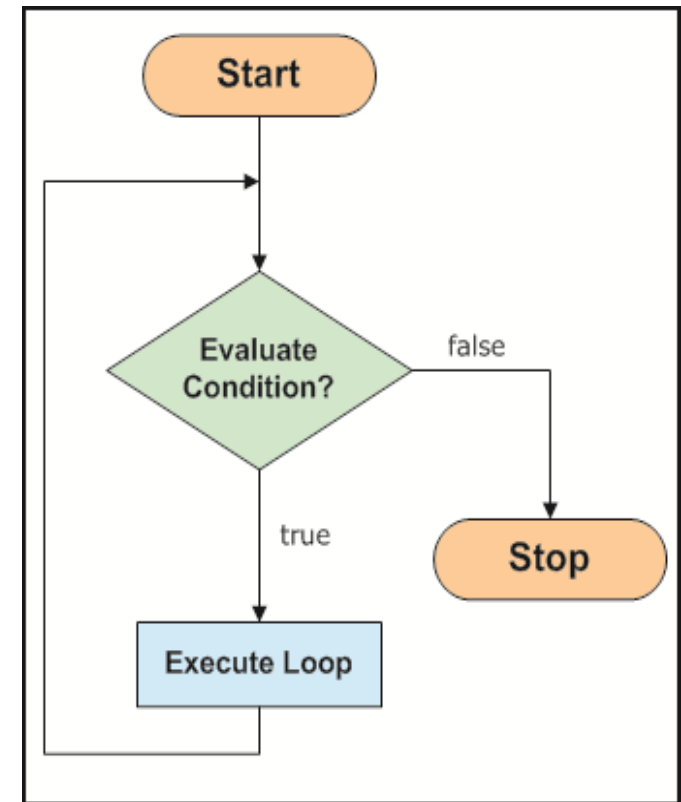 Start
Evaluate
Condition?
false
true
Stop
Execute Loop